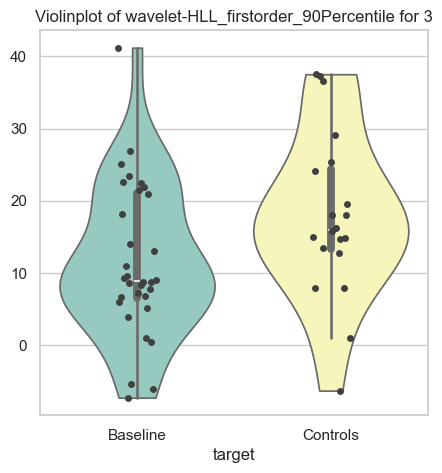 Violinplot of wavelet-HLL_firstorder_90Percentile for 3
40
30
20
10
0
Baseline Controls
target